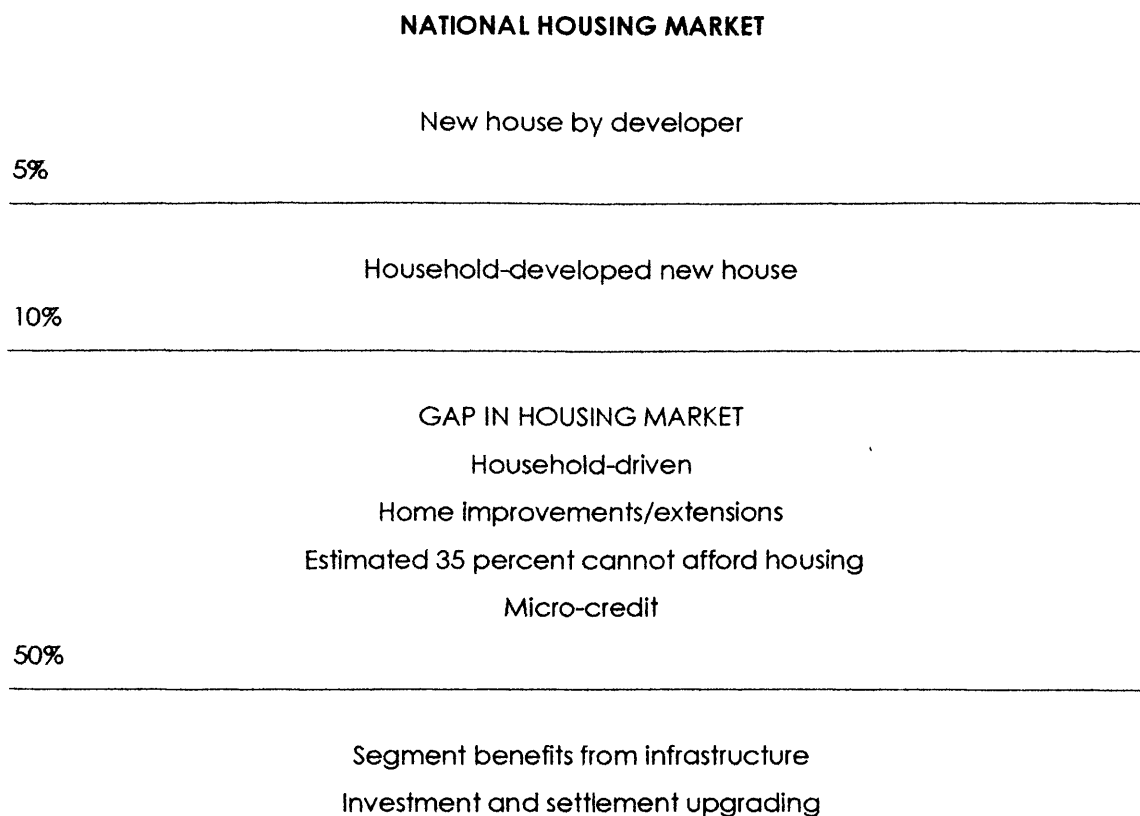 NATIONAL HOUSING MARKET
New house by developer
5%
Household-developed new house
10%
GAP IN HOUSING MARKET
Household-driven
Home improvements/extensions
Estimated 35 percent cannot afford housing
Micro-credit
50%
Segment benefits from infrastructure
Investment and settlement upgrading